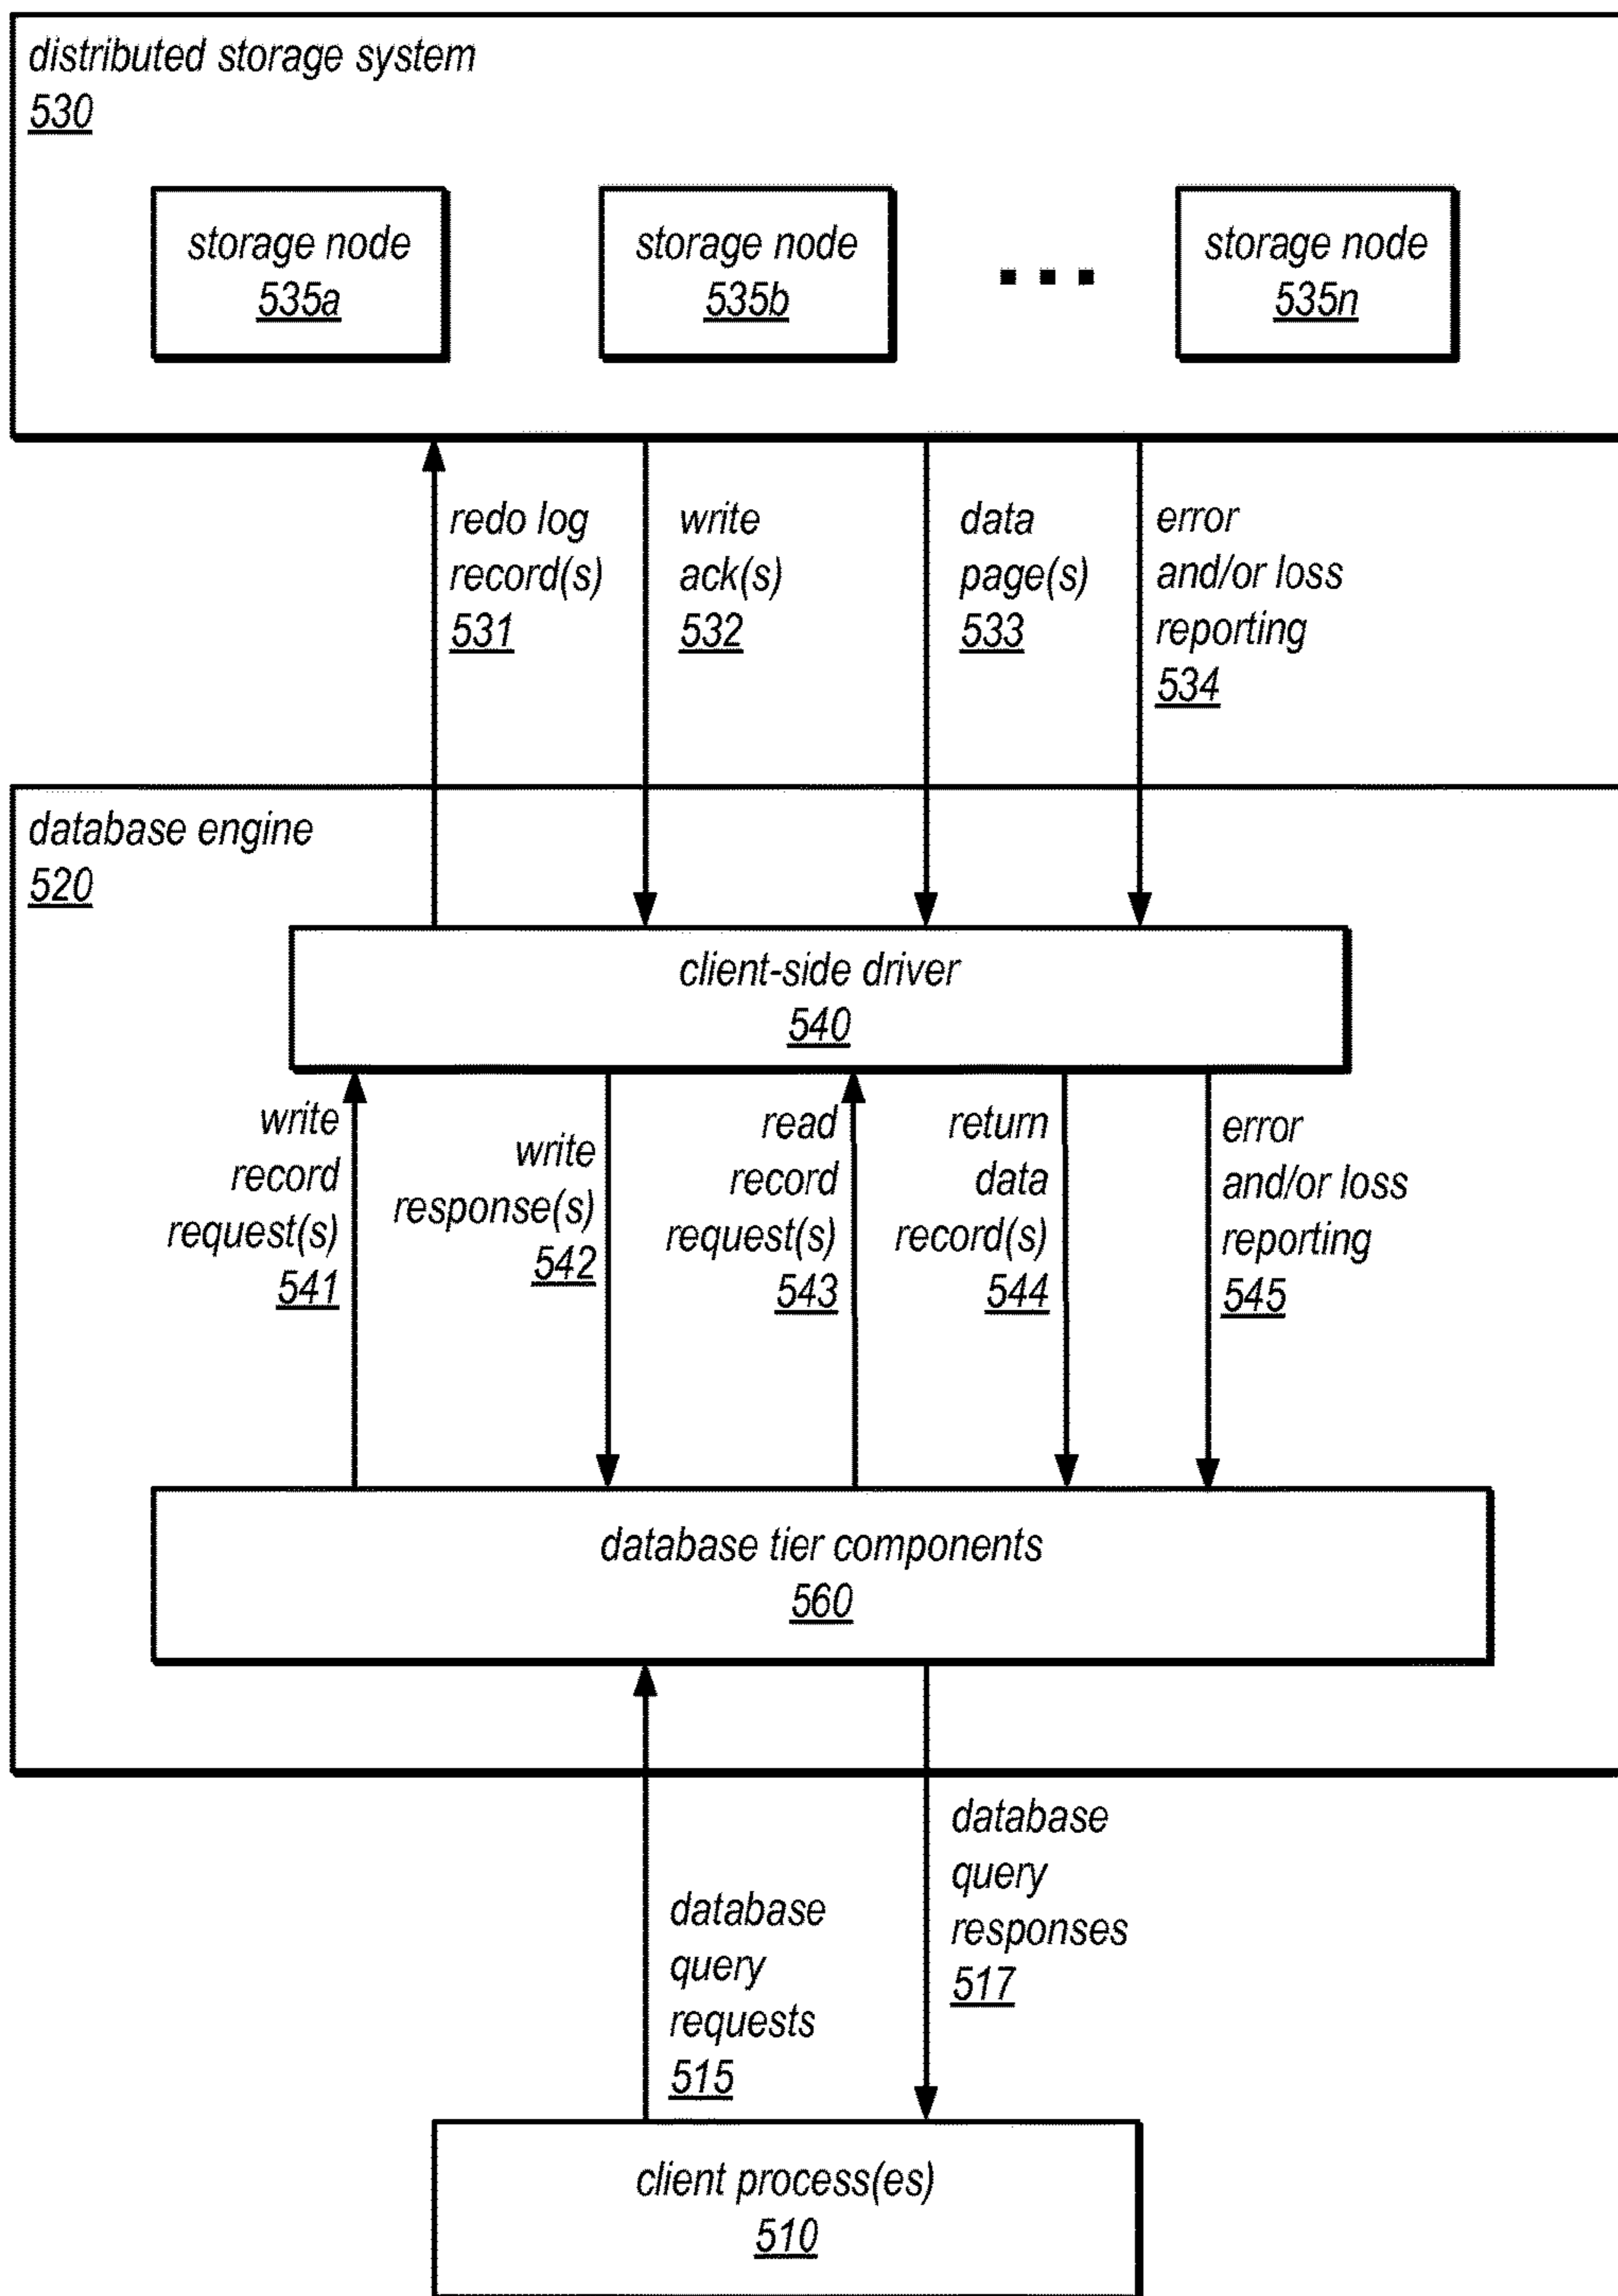 distributed storage system
530
storage node
535a
storage node
535b
storage node
535n
redo log
record(s)
531
write
ack(s)
532
data
page(s)
533
error
and/or loss
reporting
534
database engine
520
client-side driver
540
write
record
request(s)
541
write
response(s)
542
read
record
request(s)
543
return
data
record(s)
544
error
and/or loss
reporting
545
database tier components
560
database
query
requests
515
database
query
responses
517
client process(es)
510